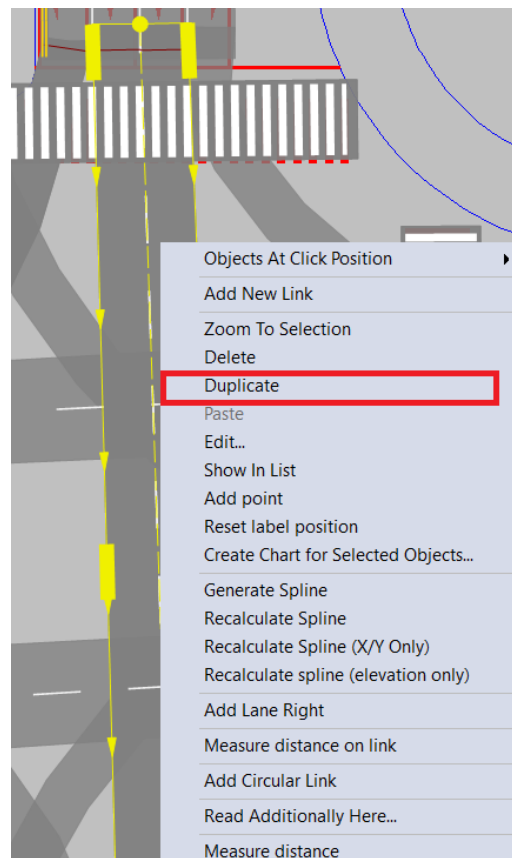 Objects At Click Position
Add New Link
Zoom To Selection
Delete
Duplicate
Paste
Edit...
Show In List
Add point
Reset label position
Create Chart for Selected Objects...
Generate Spline
Recalculate Spline
Recalculate Spline (X/Y Only)
Recalculate spline (elevation only)
Add Lane Right
Measure distance on link
Add Circular Link
Read Additionally Here...
Measure distance